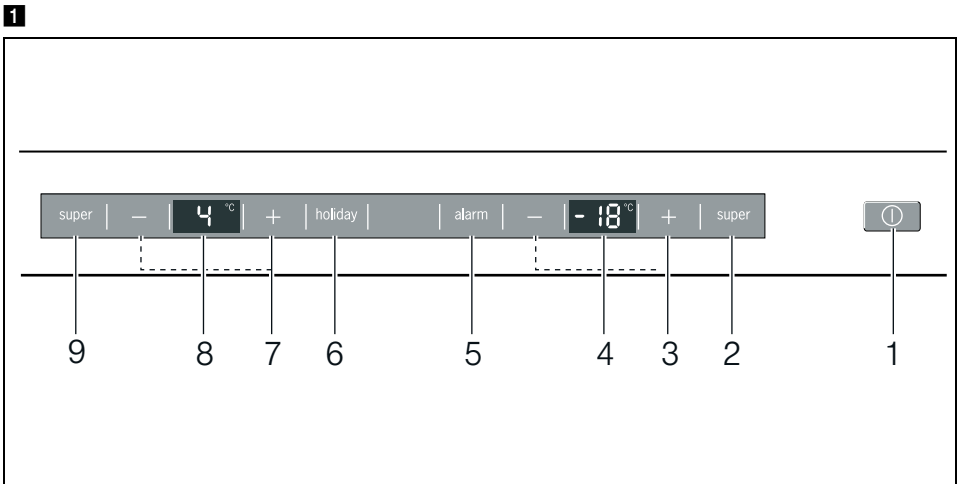 1
super | − | 4 °C | + | holiday | | alarm | − | -18 °C | + | super
9 8 7 6 5 4 3 2 1